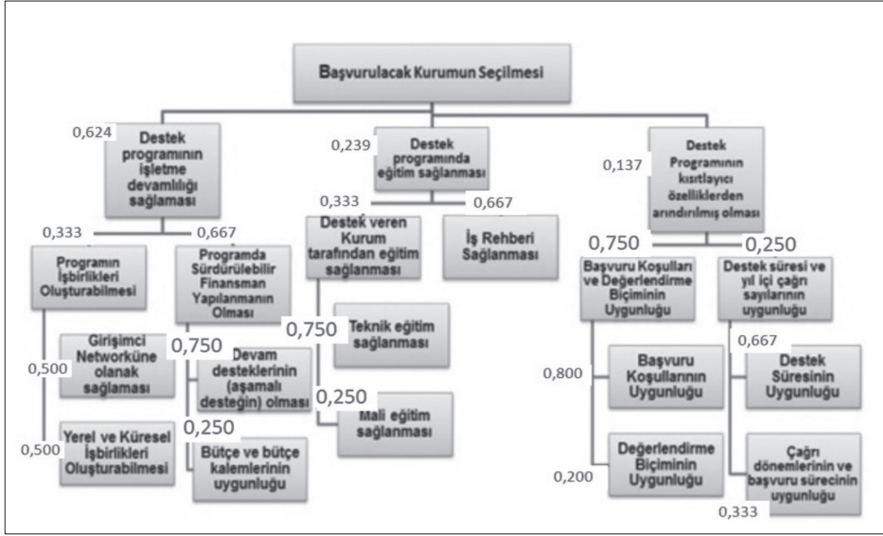 Başvurulacak Kurumun Seçilmesi
0,624
Destek
programının
işletme
devamlılığı
sağlaması
0,239
Destek
programında
eğitim sağlanması
0,137
Destek
Programının
kısıtlayıcı
özelliklerden
arındırılmış olması
0,333
0,667
0,333
0,667
0,750
0,250
Programın
İşbirlikleri
Oluşturabilmesi
Programda
Sürdürülebilir
Finansman
Yapılanmanın
Olması
Destek veren
Kurum
tarafından eğitim
sağlanması
İş Rehberi
Sağlanması
Başvuru Koşulları
ve Değerlendirme
Biçiminin
Uygunluğu
Destek süresi ve
yıl içi çağrı
sayılarının
uygunluğu
0,500
Girişimci
Networküne
olanak
sağlaması
0,500
Yerel ve Küresel
İşbirlikleri
Oluşturabilmesi
0,750
Devam
desteklerinin
(aşamalı
desteğin) olması
0,250
Bütçe ve bütçe
kalemlerinin
uygunluğu
0,750
Teknik eğitim
sağlanması
0,250
Mali eğitim
sağlanması
0,800
Başvuru
Koşullarının
Uygunluğu
0,200
Değerlendirme
Biçiminin
Uygunluğu
0,667
Destek
Süresinin
Uygunluğu
Çağrı
dönemlerinin ve
başvuru sürecinin
uygunluğu
0,333